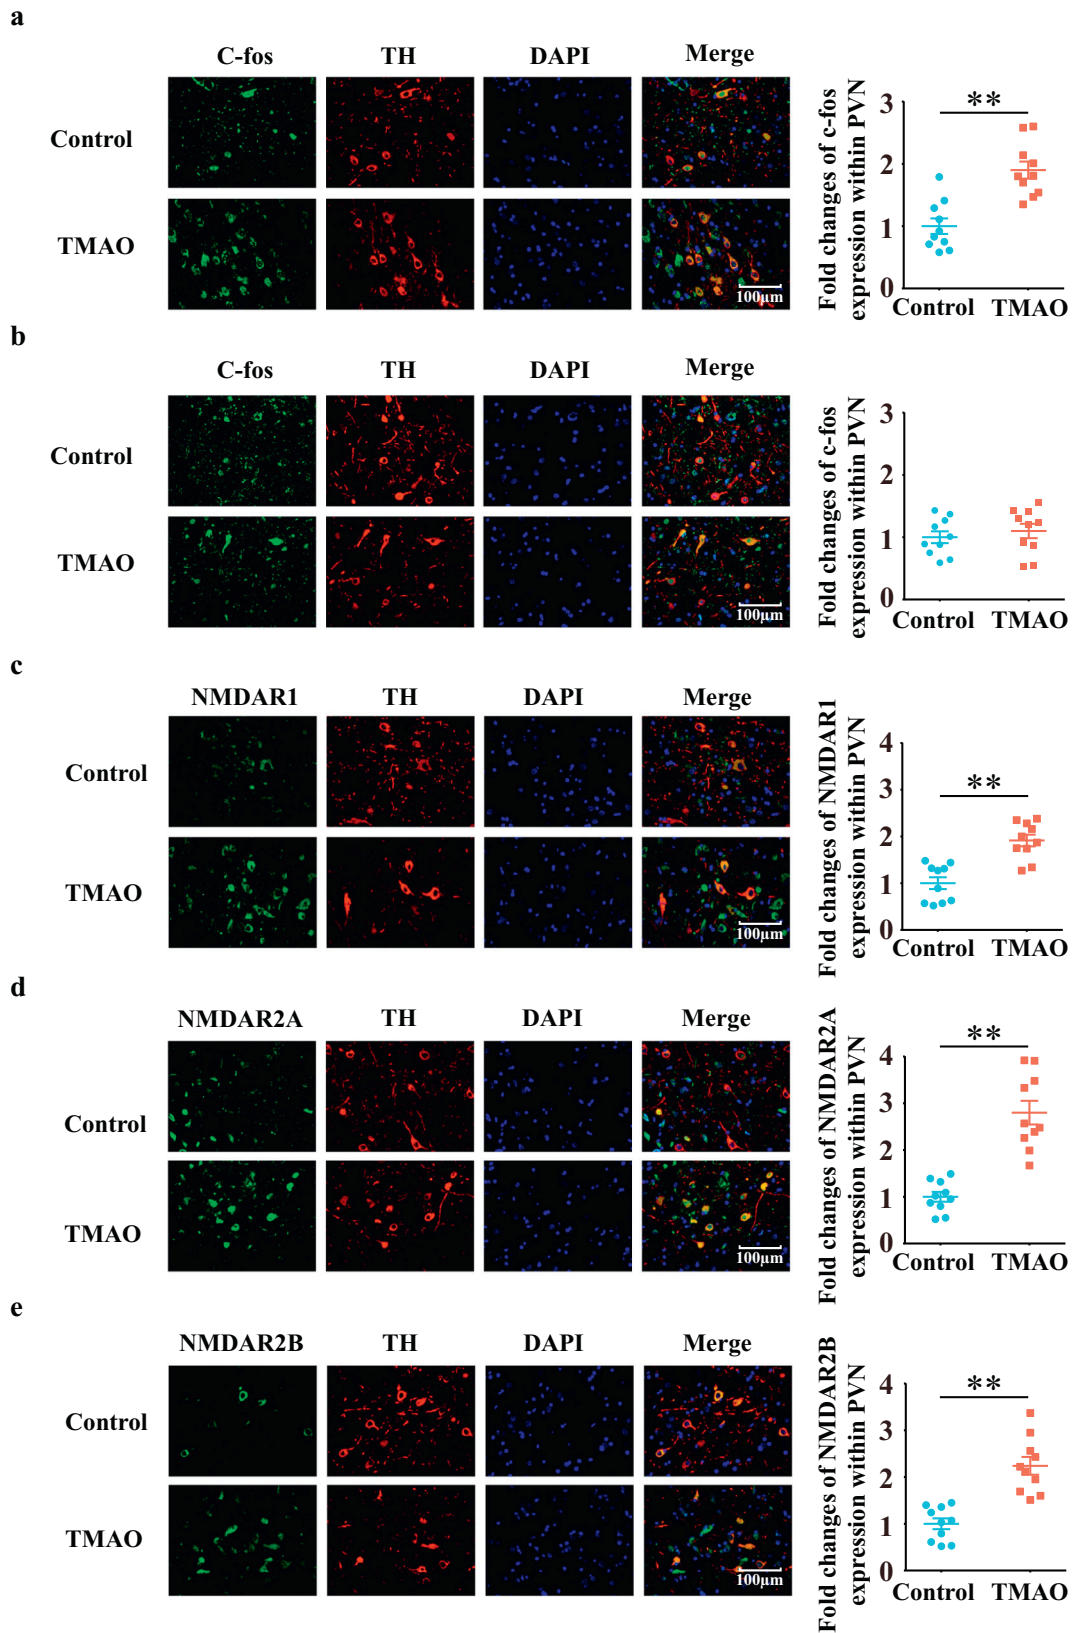 a
C-fos TH DAPI Merge
Control
TMAO
100μm
Fold changes of c-fos
expression within PVN
3
2
1
0
**
Control TMAO
b
C-fos TH DAPI Merge
Control
TMAO
100μm
Fold changes of c-fos
expression within PVN
3
2
1
0
Control TMAO
c
NMDAR1 TH DAPI Merge
Control
TMAO
100μm
Fold changes of NMDAR1
expression within PVN
4
3
2
1
0
**
Control TMAO
d
NMDAR2A TH DAPI Merge
Control
TMAO
100μm
Fold changes of NMDAR2A
expression within PVN
4
3
2
1
0
**
Control TMAO
e
NMDAR2B TH DAPI Merge
Control
TMAO
100μm
Fold changes of NMDAR2B
expression within PVN
4
3
2
1
0
**
Control TMAO